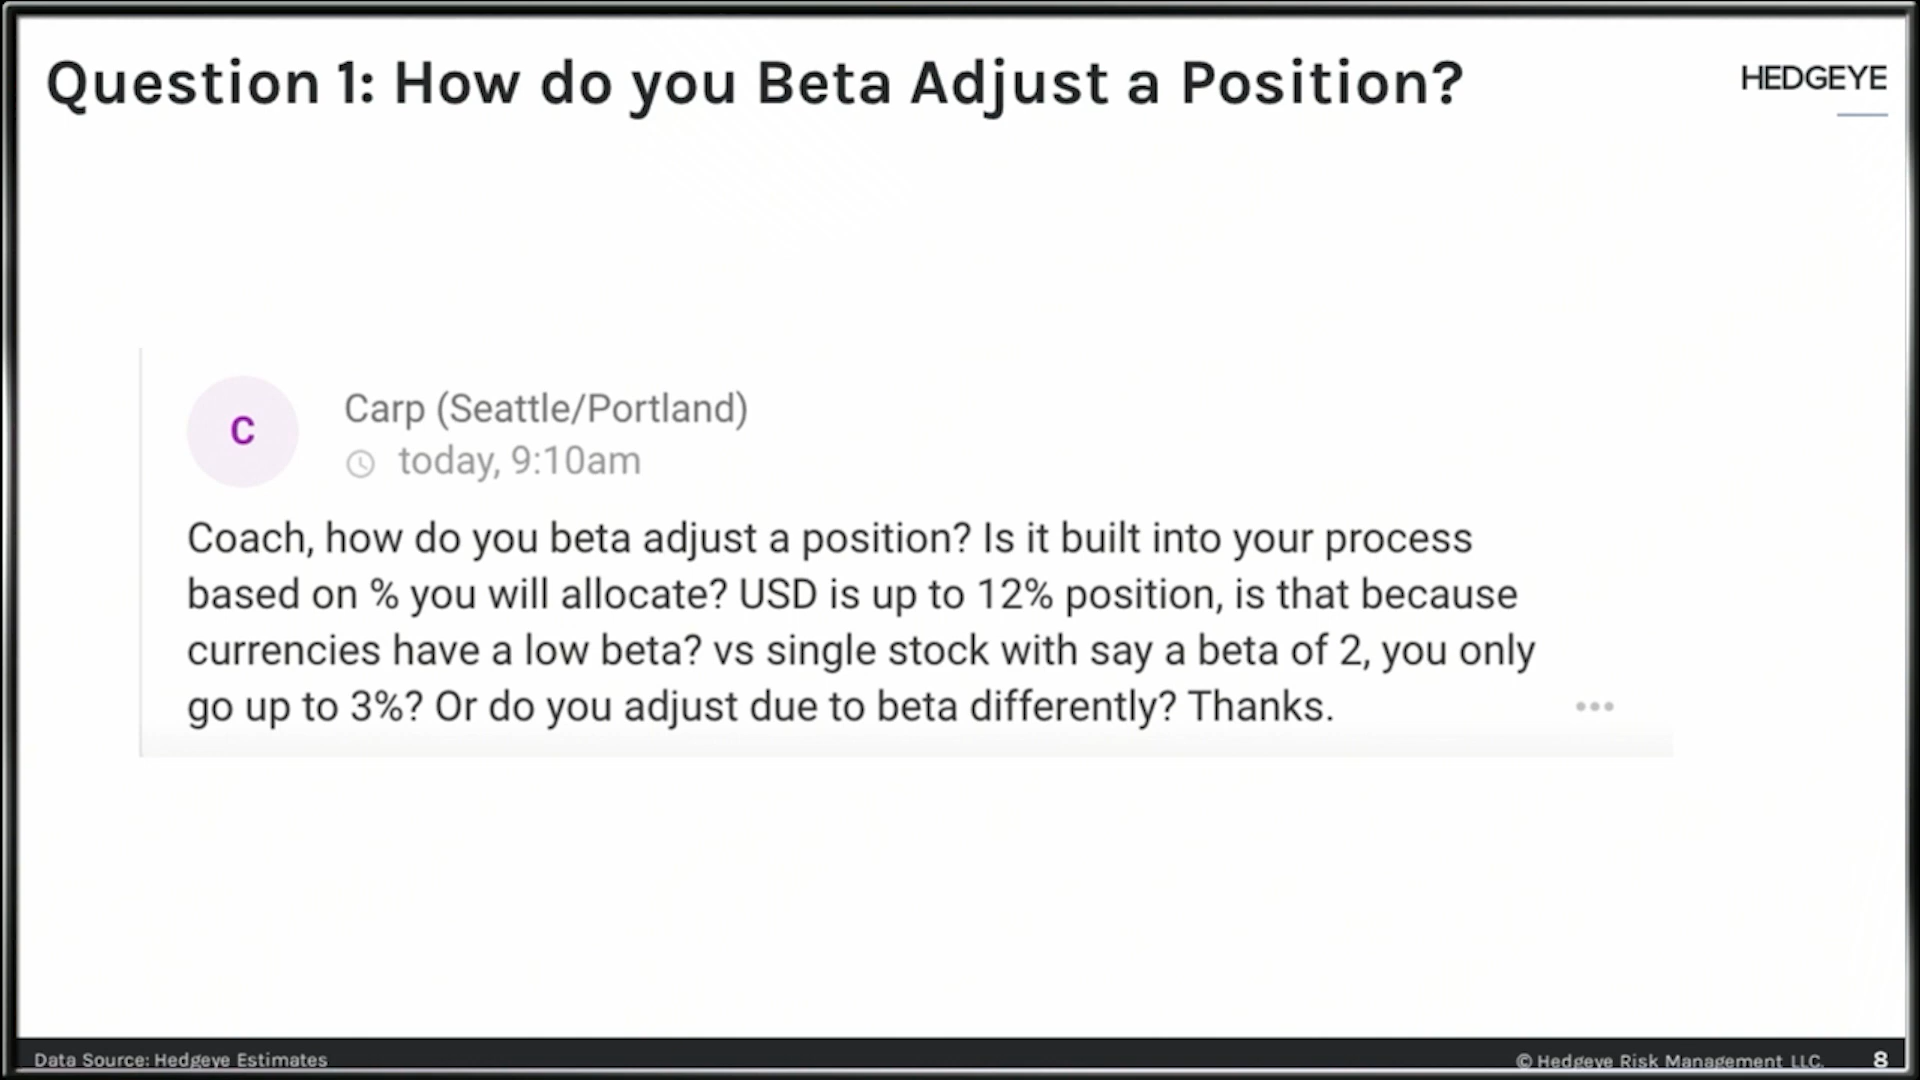 Question 1: How do you Beta Adjust a Position?
HEDGEYE
C
Carp (Seattle/Portland)
today, 9:10am
Coach, how do you beta adjust a position? Is it built into your process
based on % you will allocate? USD is up to 12% position, is that because
currencies have a low beta? vs single stock with say a beta of 2, you only
go up to 3%? Or do you adjust due to beta differently? Thanks.
Data Source: Hedgeye Estimates
© Hedgeye Risk Management LLC.
8